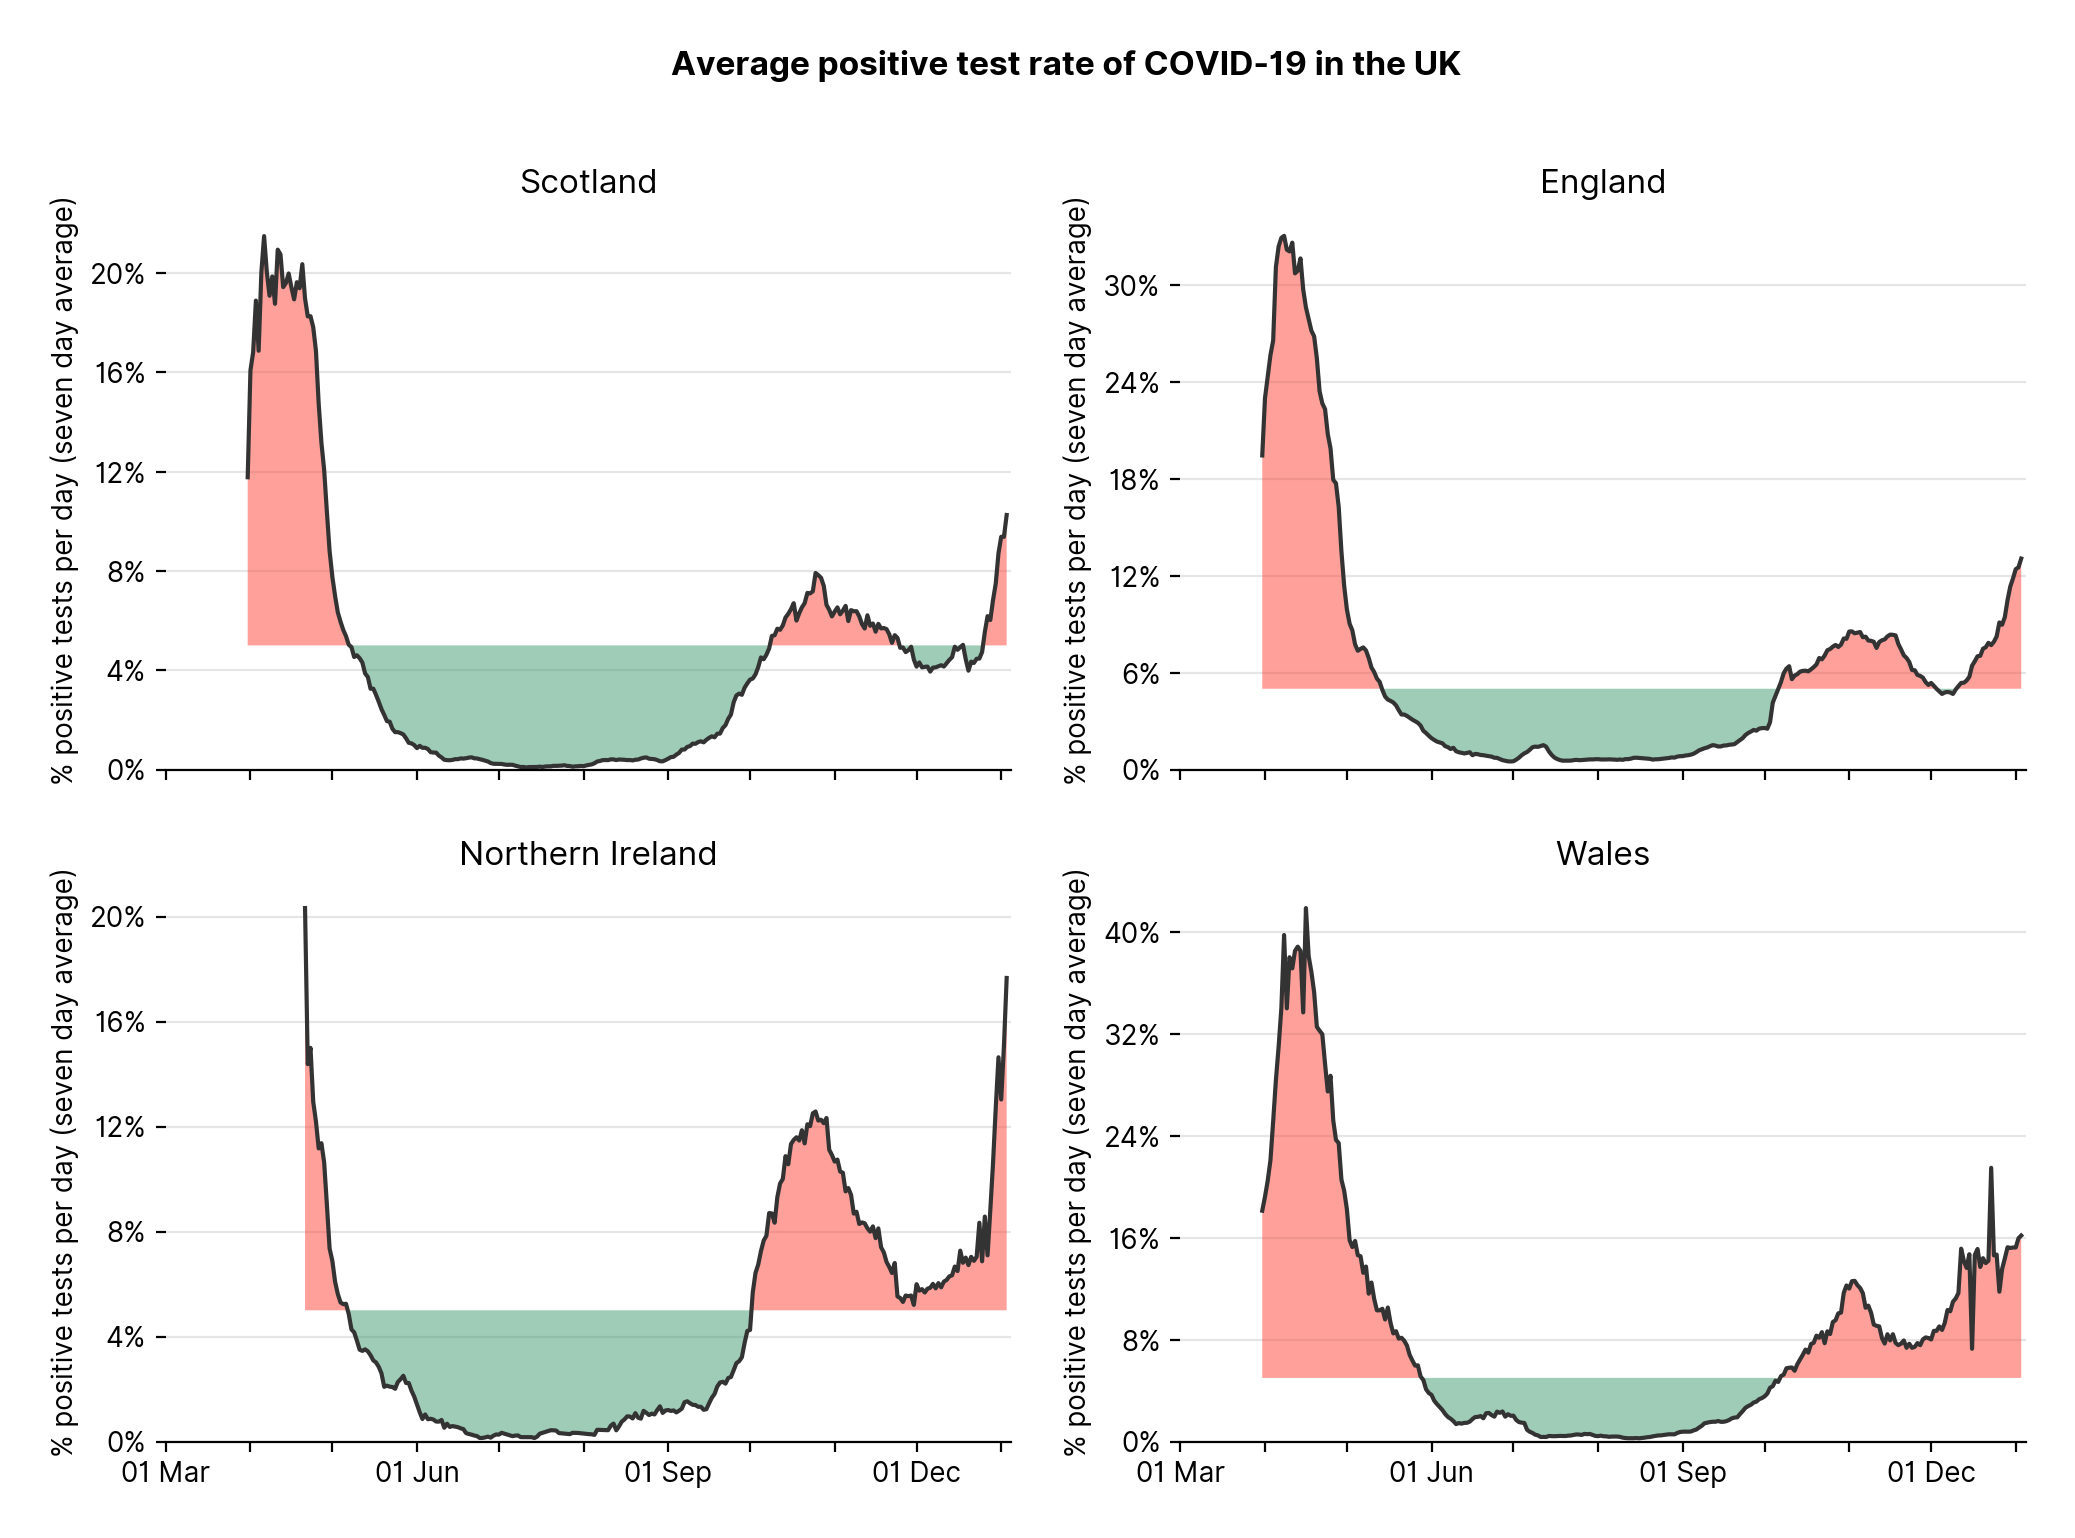 Average positive test rate of COVID-19 in the UK
Scotland
% positive tests per day (seven day average)
20%
16%
12%
8%
4%
0%
England
% positive tests per day (seven day average)
30%
24%
18%
12%
6%
0%
Northern Ireland
% positive tests per day (seven day average)
20%
16%
12%
8%
4%
0%
01 Mar 01 Jun 01 Sep 01 Dec
Wales
% positive tests per day (seven day average)
40%
32%
24%
16%
8%
0%
01 Mar 01 Jun 01 Sep 01 Dec